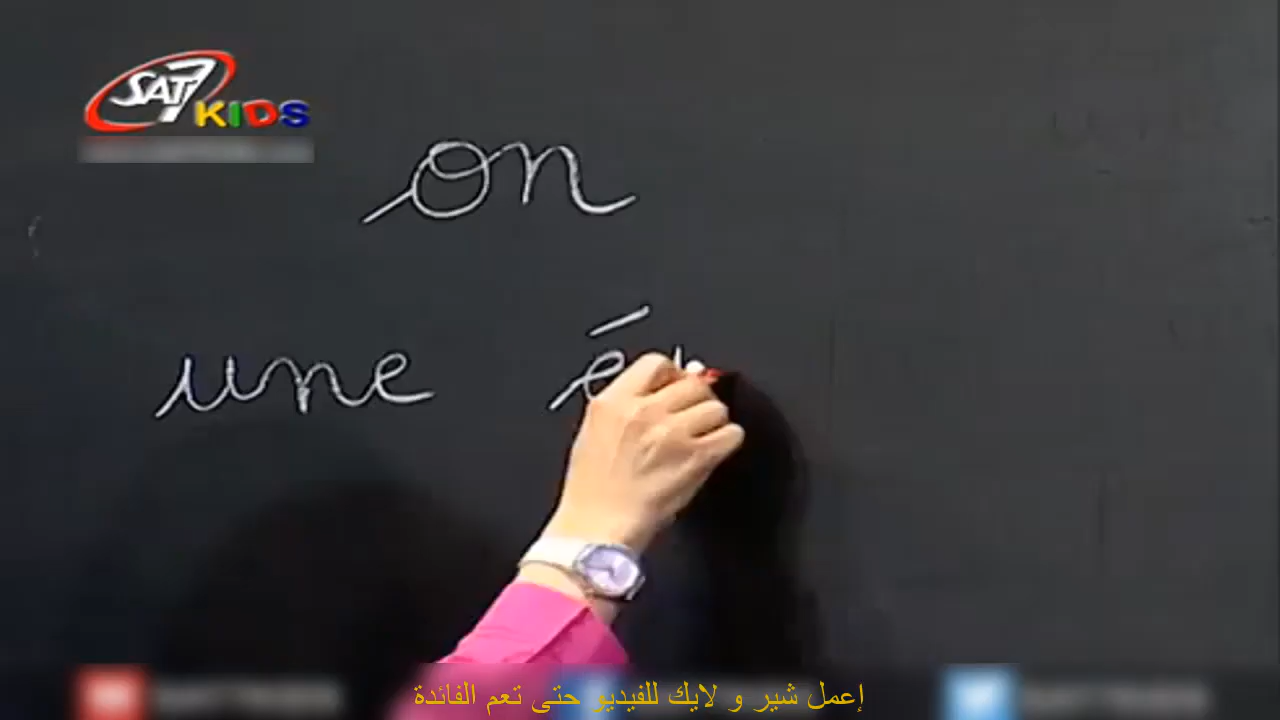 SAT7
KIDS
on
une é
إعمل شير و لايك للفيديو حتى تعم الفائدة